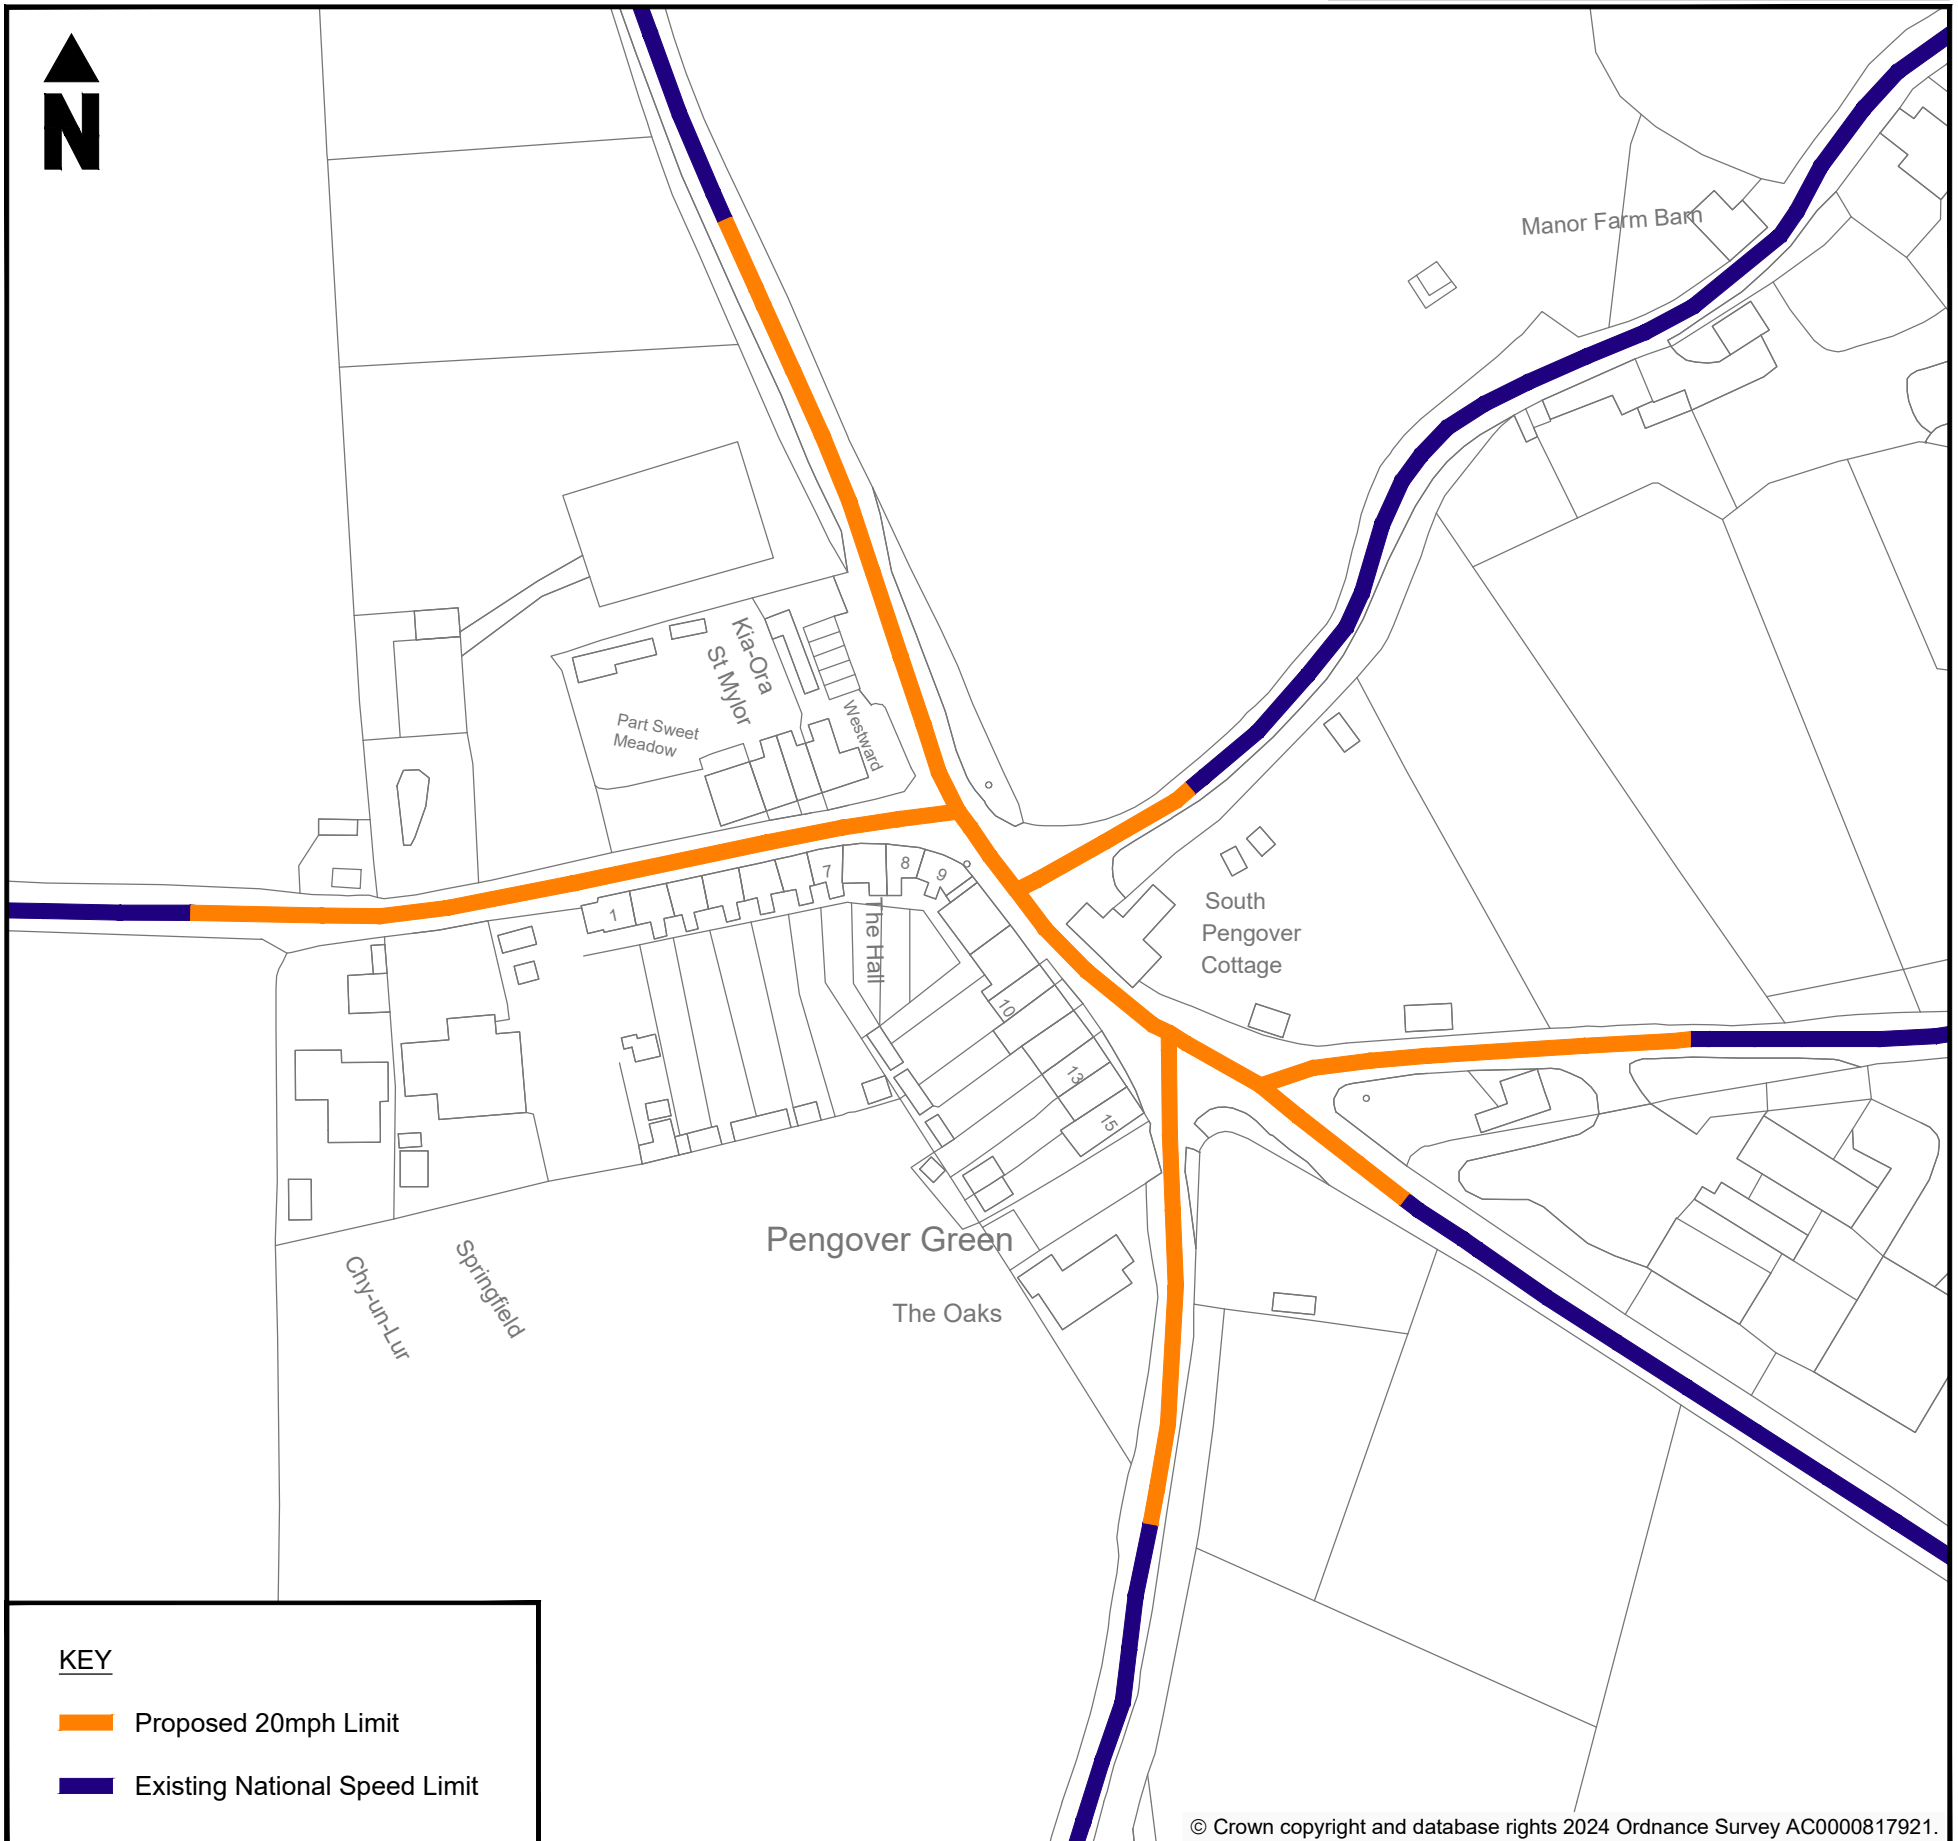 N
Manor Farm Barn
Kia-Ora
St Mylor
Westward
Part Sweet
Meadow
7
8
9
1
The Hall
South
Pengover
Cottage
10
13
15
Pengover Green
The Oaks
Springfield
Chy-un-Lur
KEY
Proposed 20mph Limit
Existing National Speed Limit
© Crown copyright and database rights 2024 Ordnance Survey AC0000817921.